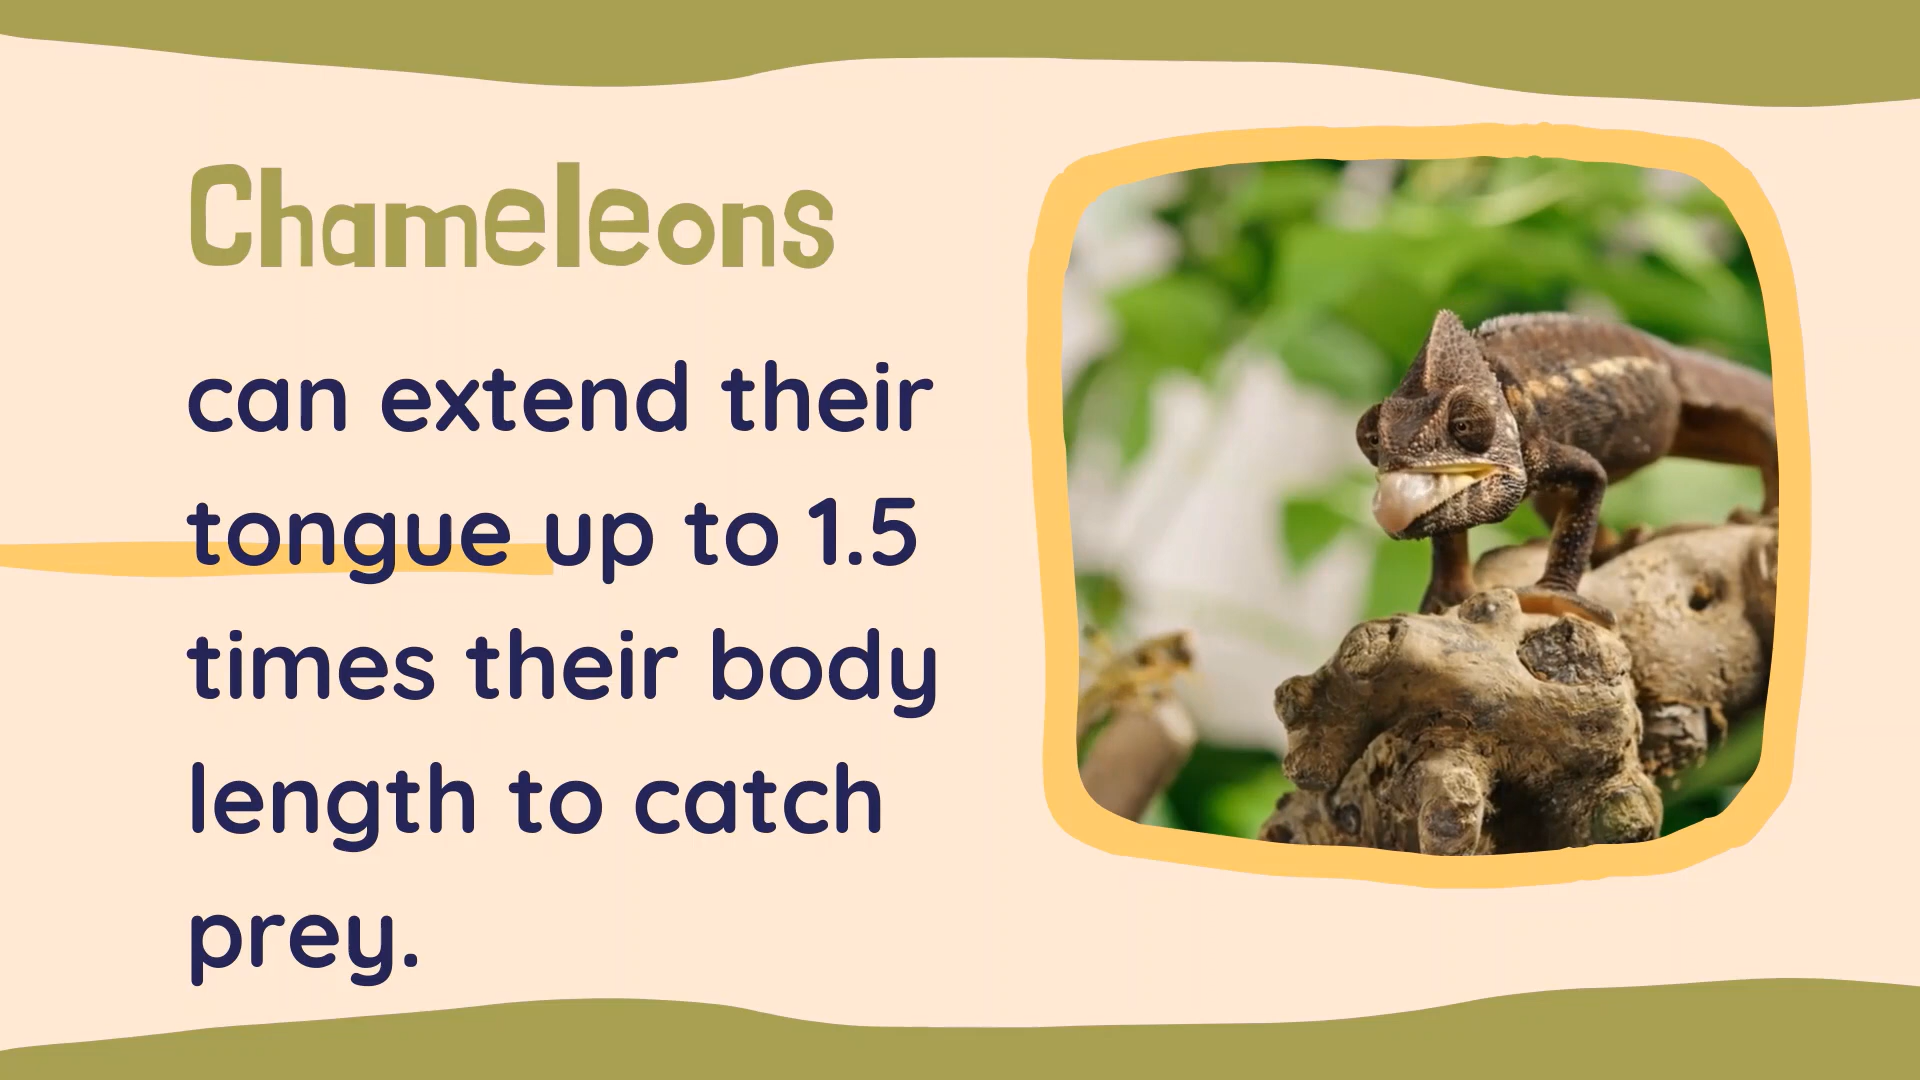 Chameleons
can extend their
tongue up to 1.5
times their body
length to catch
prey.